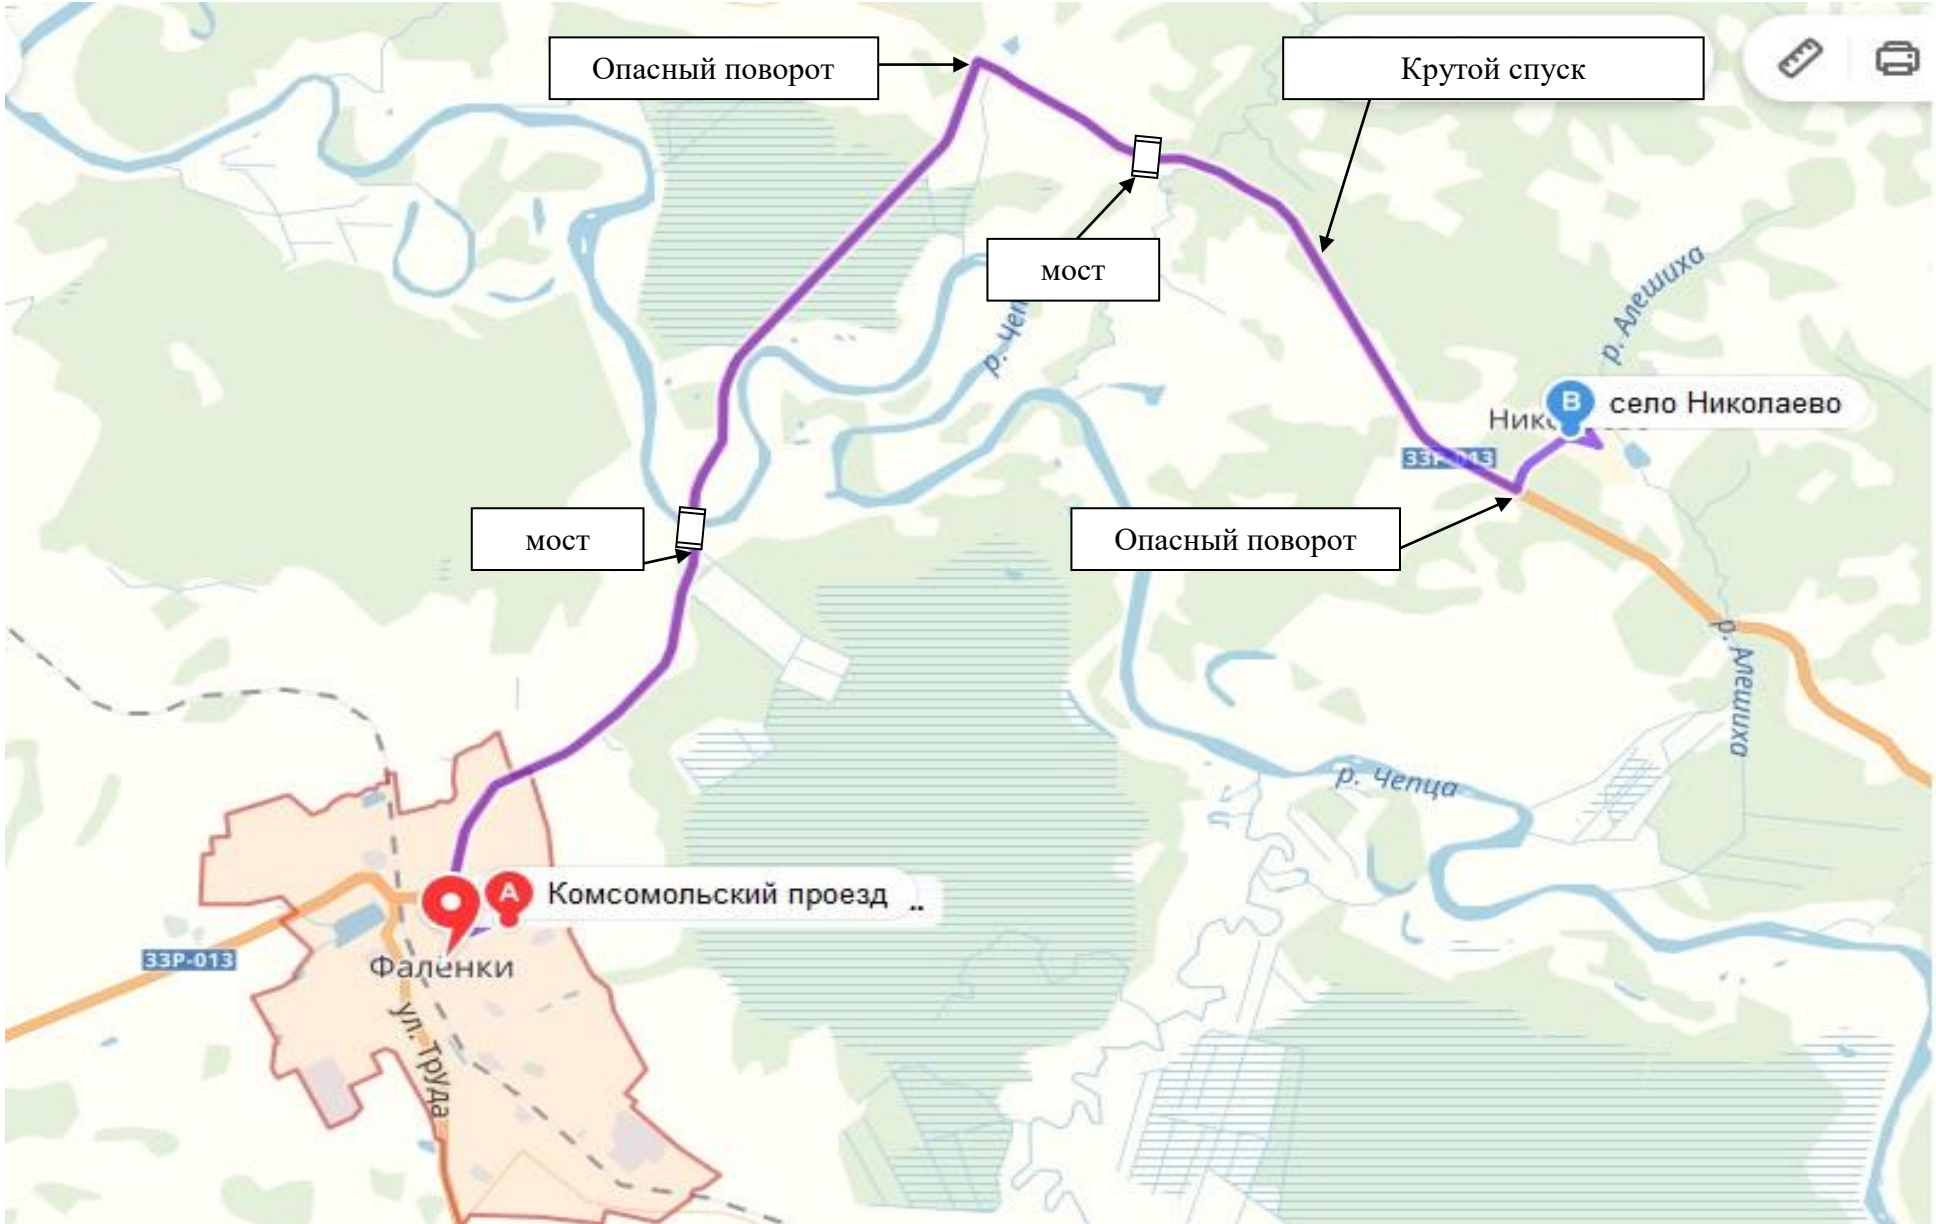 Опасный поворот
Крутой спуск
мост
р. Чеп
р. Алешиха
B
село Николаево
Нико
33Р-013
мост
Опасный поворот
р. Алешиха
р. Чепца
A
Комсомольский проезд ..
33Р-013
Фалёнки
ул. Труда